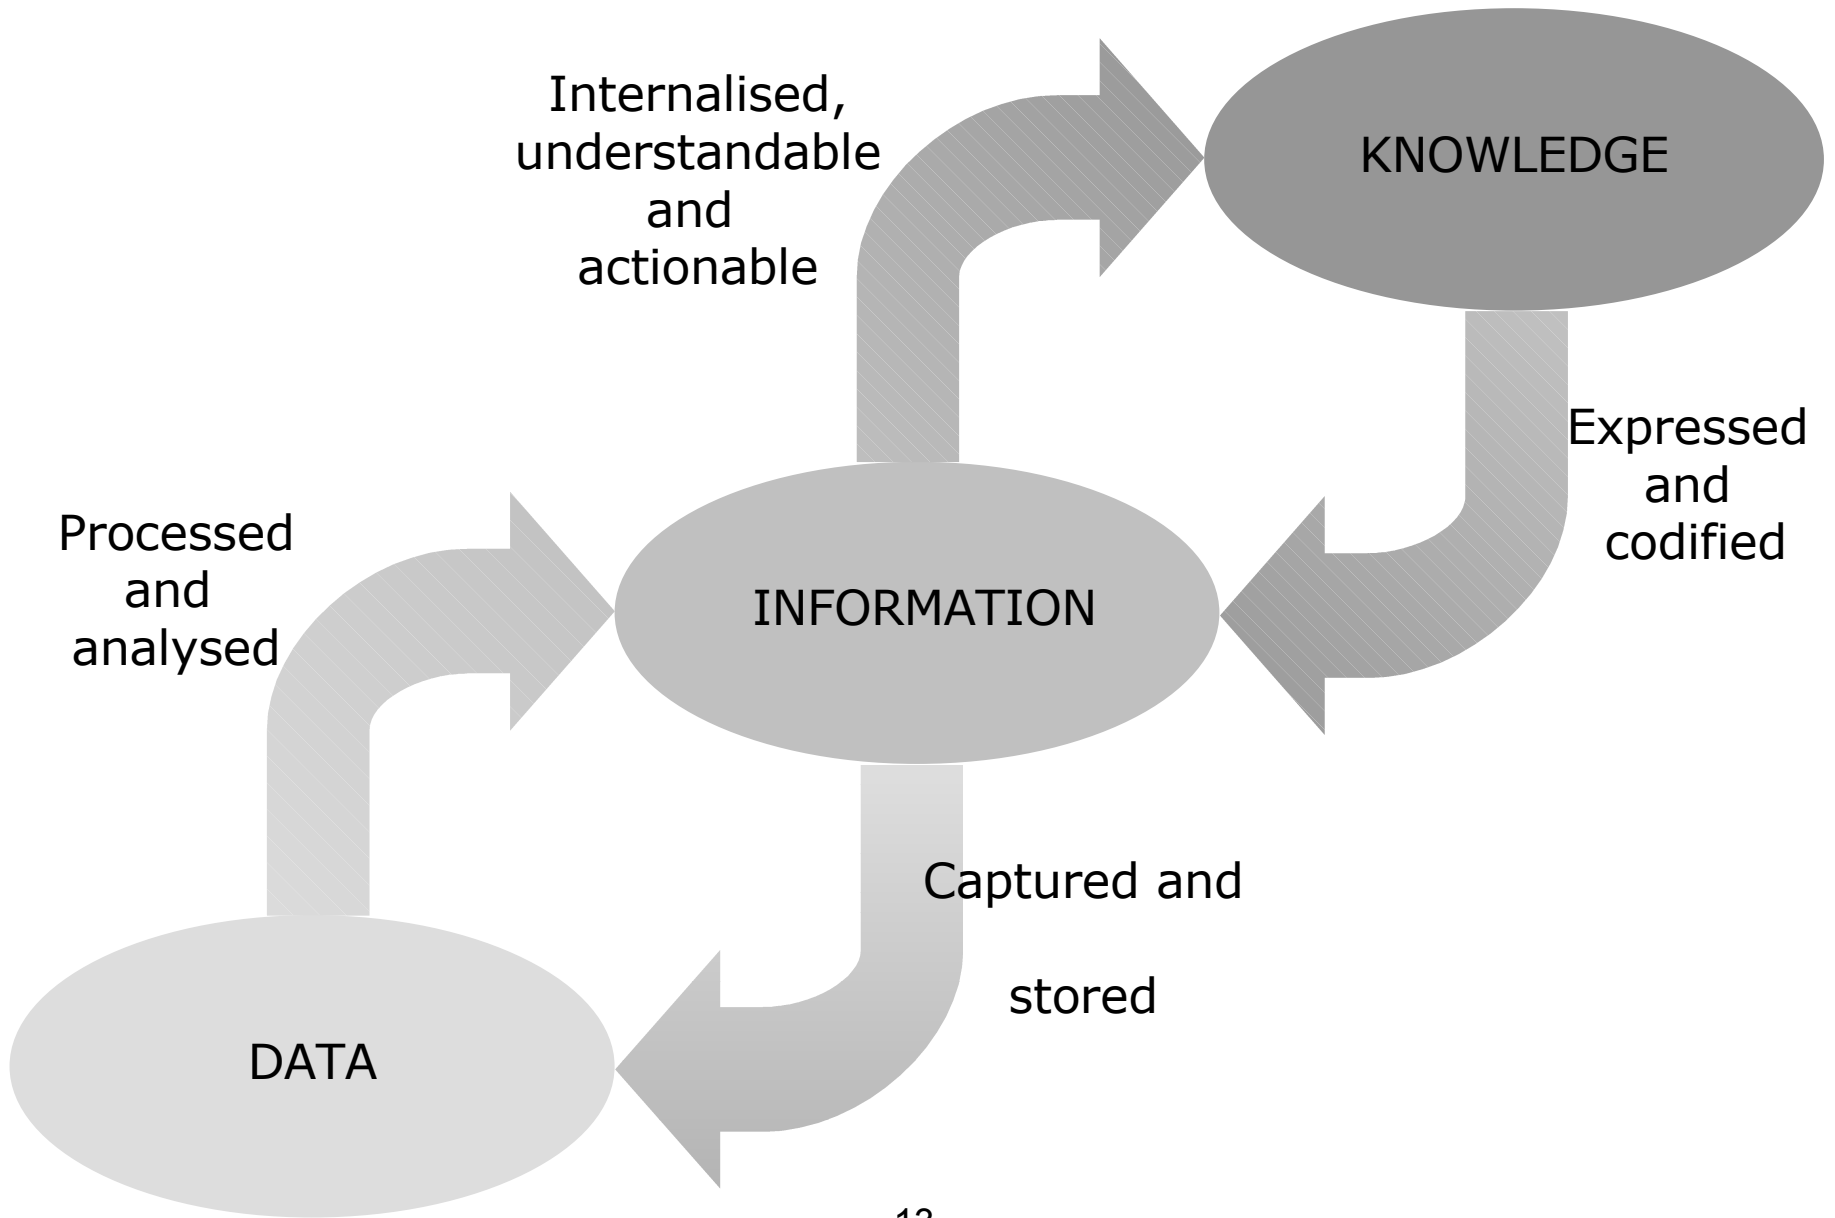 Internalised,
understandable
and
actionable
KNOWLEDGE
Expressed
and
codified
Processed
and
analysed
INFORMATION
Captured and
stored
DATA